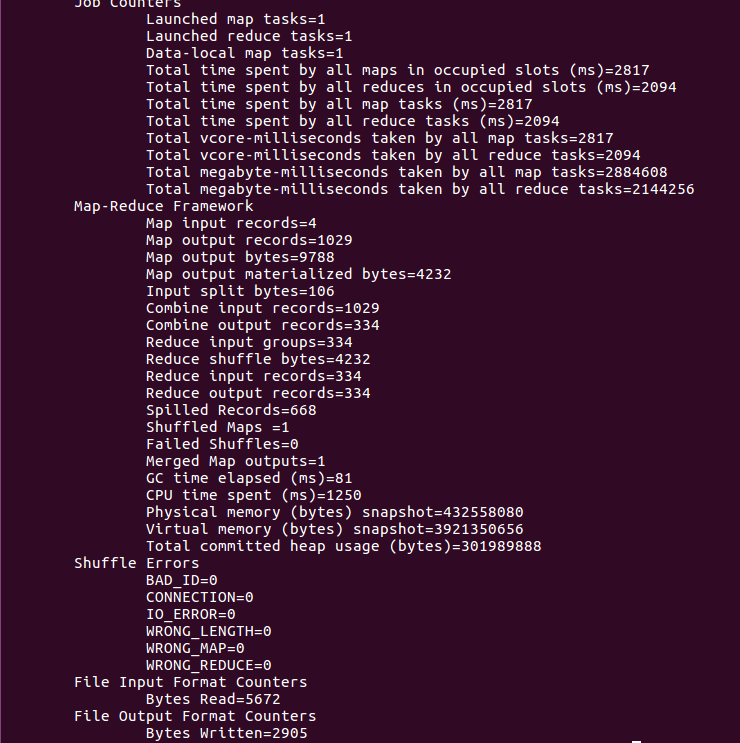 Job Counters
Launched map tasks=1
Launched reduce tasks=1
Data-local map tasks=1
Total time spent by all maps in occupied slots (ms)=2817
Total time spent by all reduces in occupied slots (ms)=2094
Total time spent by all map tasks (ms)=2817
Total time spent by all reduce tasks (ms)=2094
Total vcore-milliseconds taken by all map tasks=2817
Total vcore-milliseconds taken by all reduce tasks=2094
Total megabyte-milliseconds taken by all map tasks=2884608
Total megabyte-milliseconds taken by all reduce tasks=2144256
Map-Reduce Framework
Map input records=4
Map output records=1029
Map output bytes=9788
Map output materialized bytes=4232
Input split bytes=106
Combine input records=1029
Combine output records=334
Reduce input groups=334
Reduce shuffle bytes=4232
Reduce input records=334
Reduce output records=334
Spilled Records=668
Shuffled Maps =1
Failed Shuffles=0
Merged Map outputs=1
GC time elapsed (ms)=81
CPU time spent (ms)=1250
Physical memory (bytes) snapshot=432558080
Virtual memory (bytes) snapshot=3921350656
Total committed heap usage (bytes)=301989888
Shuffle Errors
BAD_ID=0
CONNECTION=0
IO_ERROR=0
WRONG_LENGTH=0
WRONG_MAP=0
WRONG_REDUCE=0
File Input Format Counters
Bytes Read=5672
File Output Format Counters
Bytes Written=2905